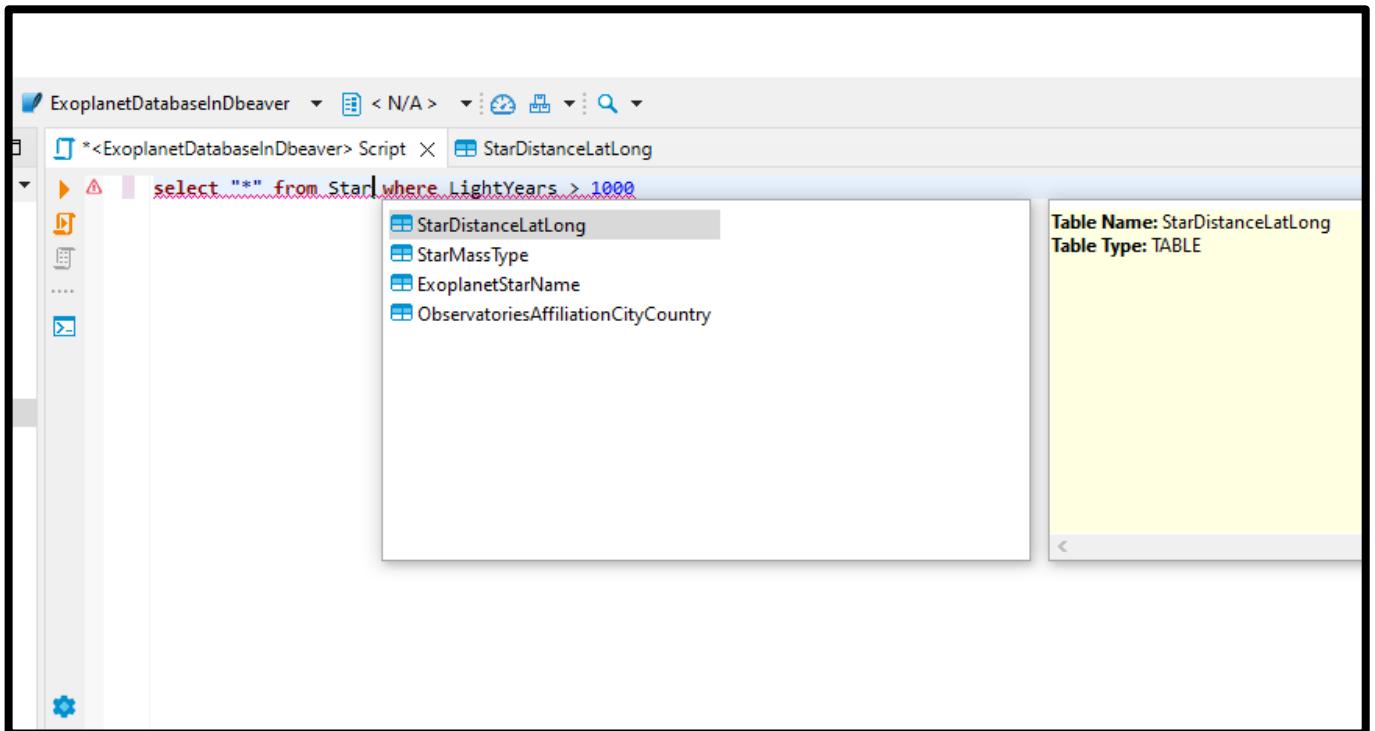 ExoplanetDatabaseInDbeaver < N/A >
*<ExoplanetDatabaseInDbeaver> Script StarDistanceLatLong
select "*" from Star where LightYears > 1000
StarDistanceLatLong
StarMassType
ExoplanetStarName
ObservatoriesAffiliationCityCountry
Table Name: StarDistanceLatLong
Table Type: TABLE